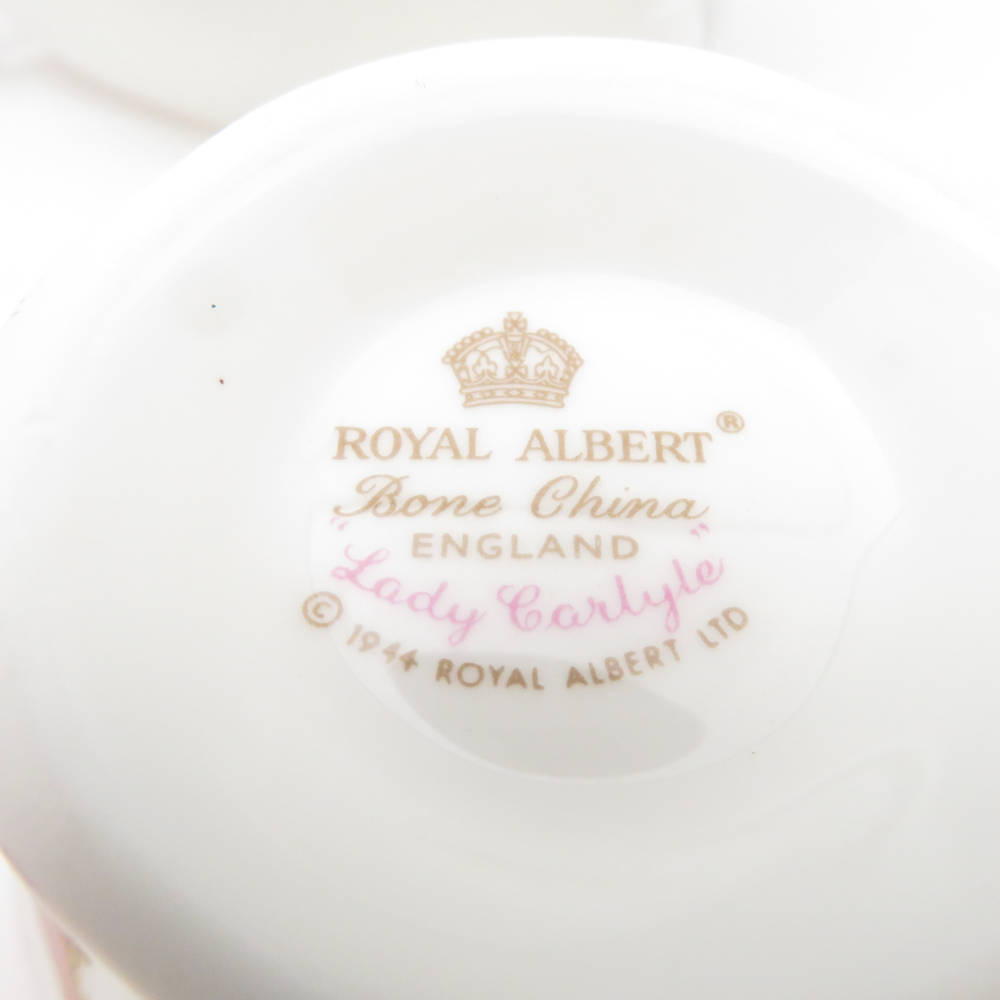 ROYAL ALBERT®
Bone China
ENGLAND
"Lady Carlyle"
© 1944 ROYAL ALBERT LTD